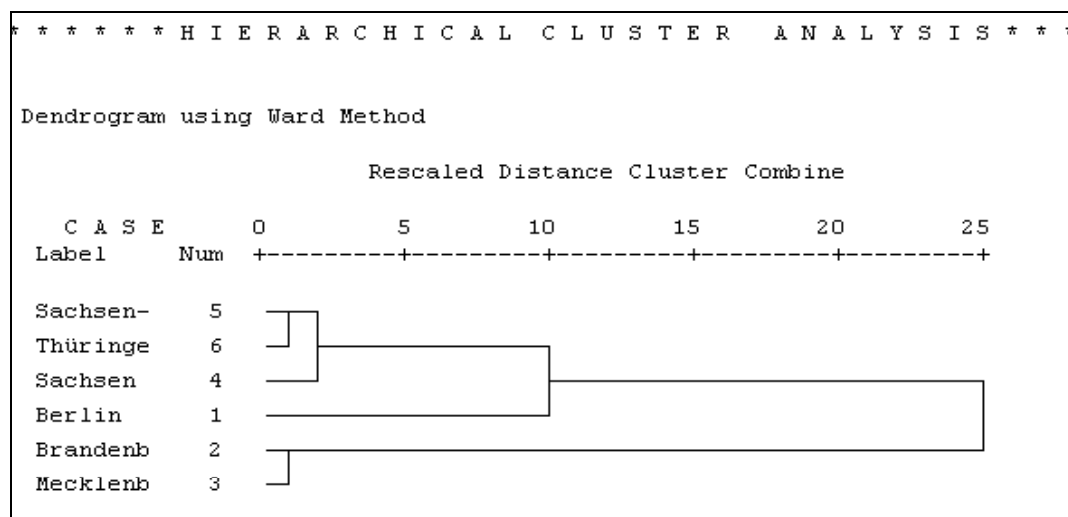 * * * * * * H I E R A R C H I C A L   C L U S T E R   A N A L Y S I S * * *
Dendrogram using Ward Method
Rescaled Distance Cluster Combine
C A S E 0 5 10 15 20 25
Label Num +---------+---------+---------+---------+---------+
Sachsen- 5
Thüringe 6
Sachsen 4
Berlin 1
Brandenb 2
Mecklenb 3